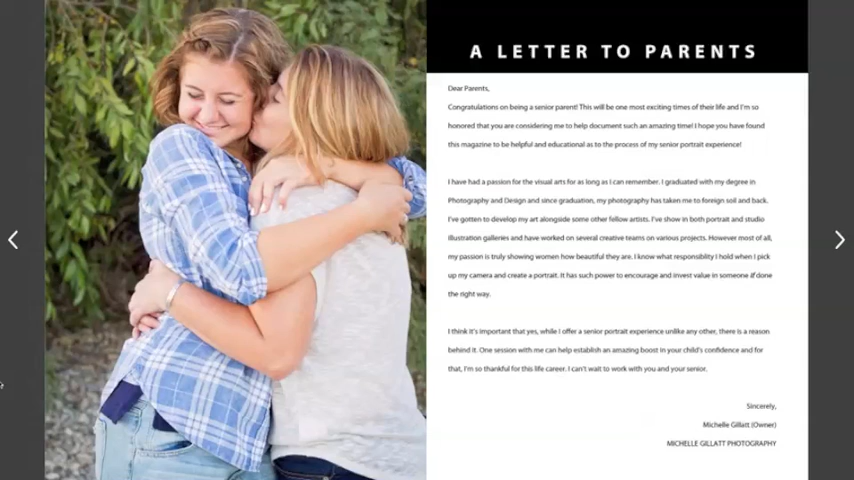 A LETTER TO PARENTS
Dear Parents,
Congratulations on being a senior parent! This will be one most exciting times of their life and I'm so
honored that you are considering me to help document such an amazing time! I hope you have found
this magazine to be helpful and educational as to the process of my senior portrait experience!
I have had a passion for the visual arts for as long as I can remember. I graduated with my degree in
Photography and Design and since graduation, my photography has taken me to foreign soil and back.
I've gotten to develop my art alongside some other fellow artists. I've show in both portrait and studio
illustration galleries and have worked on several creative teams on various projects. However most of all,
my passion is truly showing women how beautiful they are. I know what responsiblity I hold when I pick
up my camera and create a portrait. It has such power to encourage and invest value in someone if done
the right way.
I think it's important that yes, while I offer a senior portrait experience unlike any other, there is a reason
behind it. One session with me can help establish an amazing boost in your child's confidence and for
that, I'm so thankful for this life career. I can't wait to work with you and your senior.
Sincerely,
Michelle Gillatt (Owner)
MICHELLE GILLATT PHOTOGRAPHY